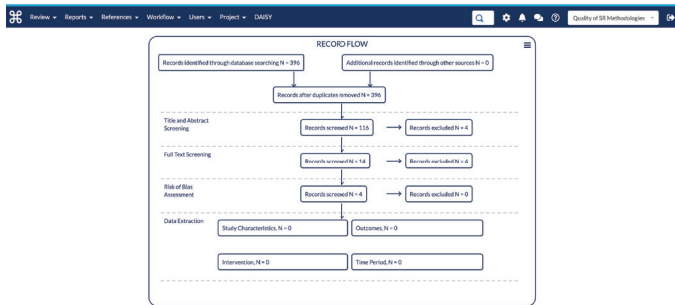 Review Reports References Workflow Users Project DAISY Quality of SR Methodologies
RECORD FLOW
Records identified through database searching N = 396
Additional records identified through other sources N = 0
Records after duplicates removed N = 396
Title and Abstract
Screening
Records screened N = 116
Records excluded N = 4
Full Text Screening
Records screened N = 14
Records excluded N = 4
Risk of Bias
Assessment
Records screened N = 4
Records excluded N = 0
Data Extraction
Study Characteristics, N = 0
Outcomes, N = 0
Intervention, N = 0
Time Period, N = 0